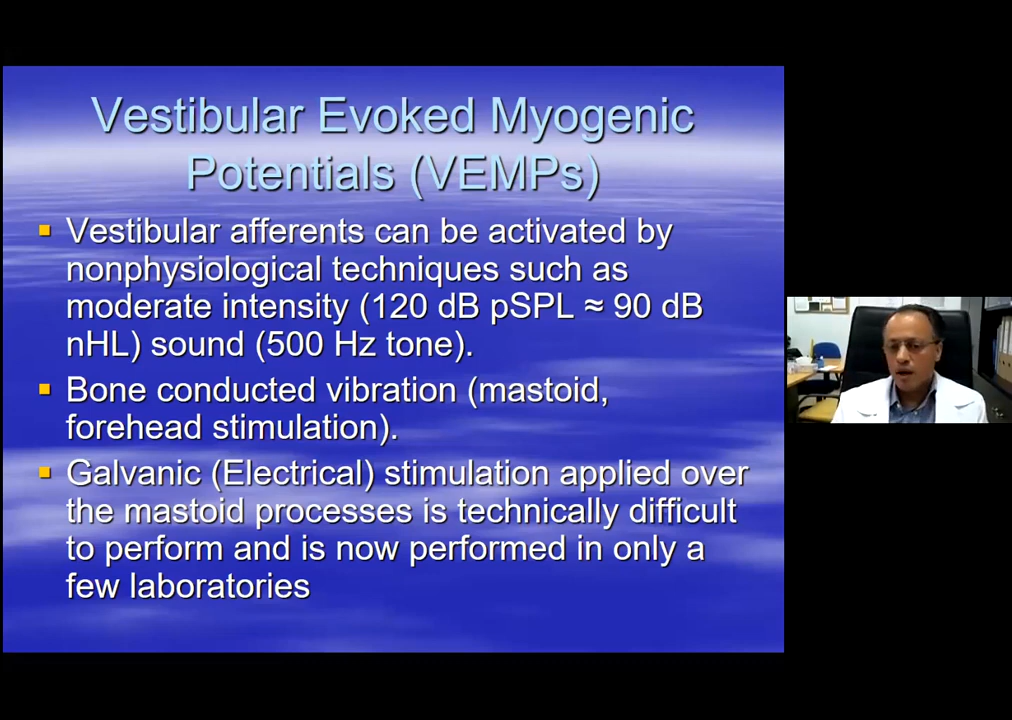 Vestibular Evoked Myogenic
Potentials (VEMPs)
Vestibular afferents can be activated by
nonphysiological techniques such as
moderate intensity (120 dB pSPL ≈ 90 dB
nHL) sound (500 Hz tone).
Bone conducted vibration (mastoid,
forehead stimulation).
Galvanic (Electrical) stimulation applied over
the mastoid processes is technically difficult
to perform and is now performed in only a
few laboratories